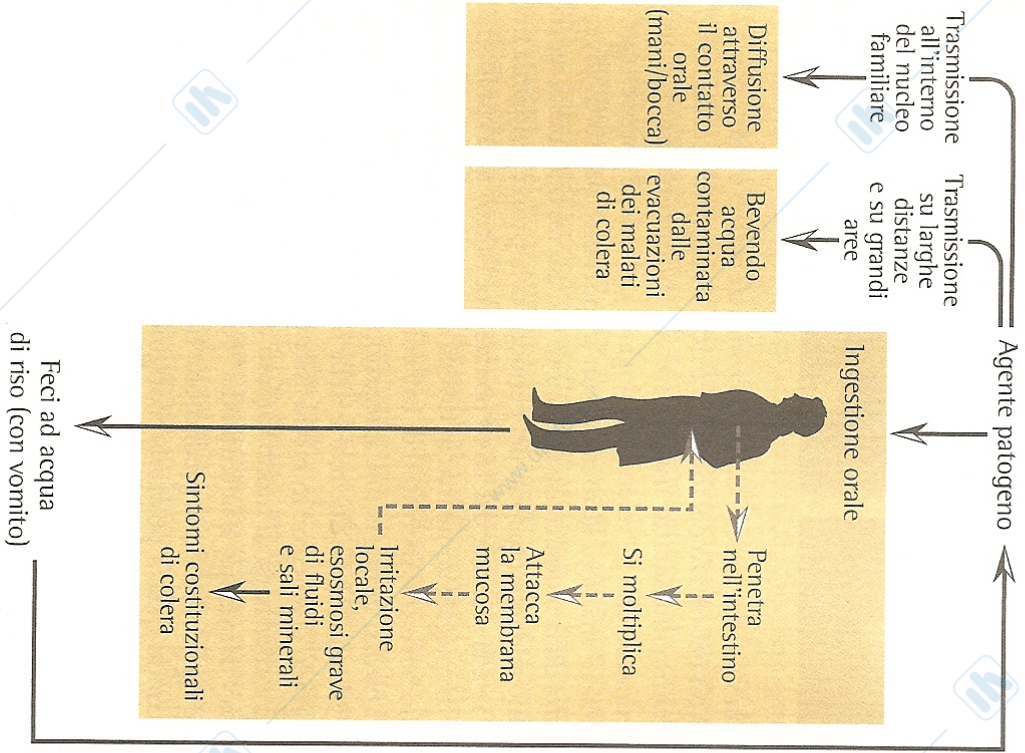 Agente patogeno
Trasmissione
all'interno
del nucleo
familiare
Trasmissione
su larghe
distanze
e su grandi
aree
Diffusione
attraverso
il contatto
orale
(mani/bocca)
Bevendo
acqua
contaminata
dalle
evacuazioni
dei malati
di colera
Ingestione orale
Penetra
nell'intestino
Si moltiplica
Attacca
la membrana
mucosa
Irritazione
locale,
esosmosi grave
di fluidi
e sali minerali
Sintomi costituzionali
di colera
Feci ad acqua
di riso (con vomito)